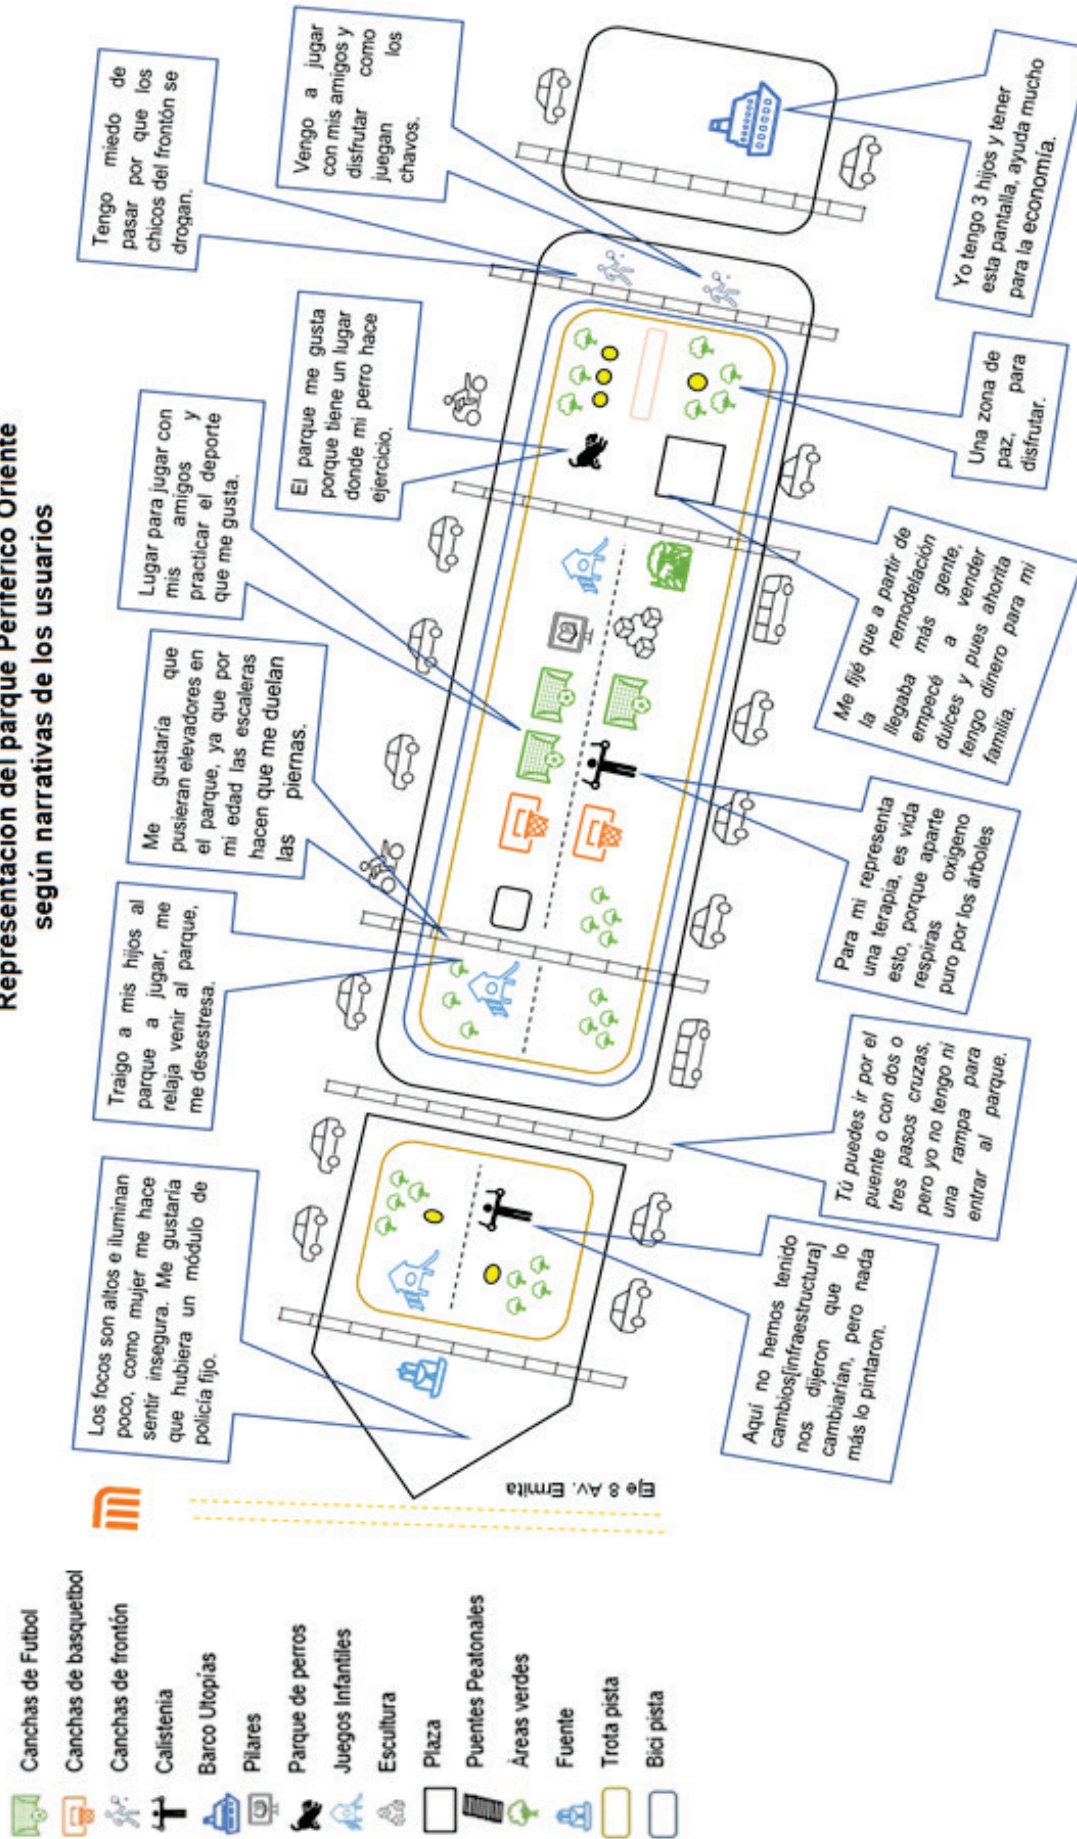 Representación del parque Periférico Oriente
según narrativas de los usuarios
Los focos son altos e iluminan
poco, como mujer me hace
sentir insegura. Me gustaría
que hubiera un módulo de
policía fijo.
Traigo a mis hijos al
parque a jugar, me
relaja venir al parque,
me desestresa.
Me gustaría que
pusieran elevadores en
el parque, ya que por
mi edad las escaleras
hacen que me duelan
las piernas.
Lugar para jugar con
mis amigos y
practicar el deporte
que me gusta.
El parque me gusta
porque tiene un lugar
donde mi perro hace
ejercicio.
Tengo miedo de
pasar por que los
chicos del frontón se
drogan.
Vengo a jugar
con mis amigos y
disfrutar como
juegan los
chavos.
Eje 8 Av. Ermita
Aquí no hemos tenido
cambios[infraestructura]
nos dijeron que lo
cambiarían, pero nada
más lo pintaron.
Tú puedes ir por el
puente o con dos o
tres pasos cruzas,
pero yo no tengo ni
una rampa para
entrar al parque.
Para mi representa
una terapia, es vida
esto, porque aparte
respiras oxigeno
puro por los árboles
Me fijé que a partir de
la remodelación
llegaba más gente,
empecé a vender
dulces y pues ahorita
tengo dinero para mi
familia.
Una zona de
paz, para
disfrutar.
Yo tengo 3 hijos y tener
esta pantalla, ayuda mucho
para la economía.
Canchas de Futbol
Canchas de basquetbol
Canchas de frontón
Calistenia
Barco Utopías
Pilares
Parque de perros
Juegos Infantiles
Escultura
Plaza
Puentes Peatonales
Áreas verdes
Fuente
Trota pista
Bici pista